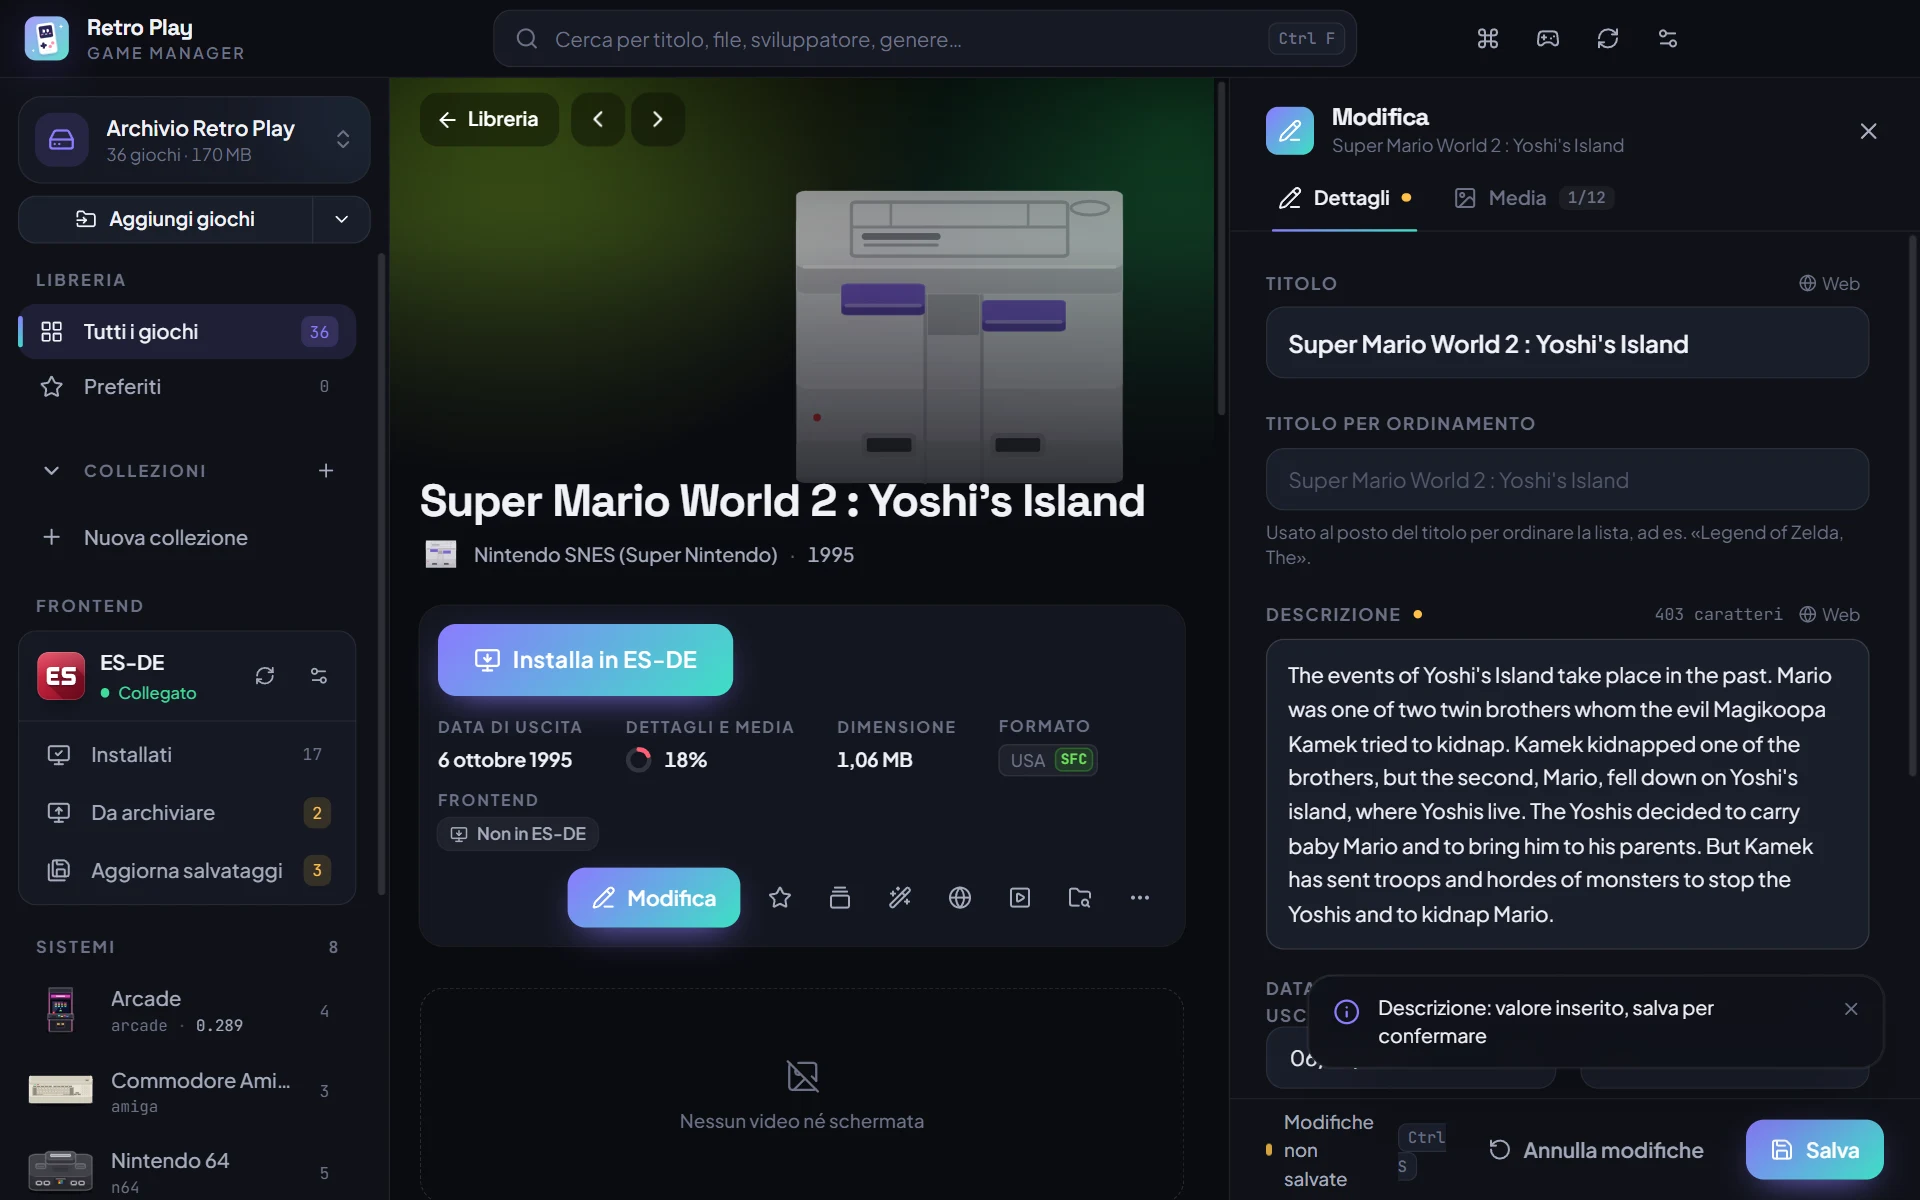 Retro Play
GAME MANAGER
Cerca per titolo, file, sviluppatore, genere...
Ctrl F
Archivio Retro Play
36 giochi · 170 MB
Aggiungi giochi
LIBRERIA
Tutti i giochi
36
Preferiti
0
COLLEZIONI
Nuova collezione
FRONTEND
ES
ES-DE
Collegato
Installati
17
Da archiviare
2
Aggiorna salvataggi
3
SISTEMI
8
Arcade
arcade · 0.289
4
Commodore Ami...
amiga
3
Nintendo 64
n64
5
Libreria
Super Mario World 2 : Yoshi's Island
Nintendo SNES (Super Nintendo) · 1995
Installa in ES-DE
DATA DI USCITA
6 ottobre 1995
DETTAGLI E MEDIA
18%
DIMENSIONE
1,06 MB
FORMATO
USA SFC
FRONTEND
Non in ES-DE
Modifica
Nessun video né schermata
Modifica
Super Mario World 2 : Yoshi's Island
Dettagli
Media 1/12
TITOLO
Web
Super Mario World 2 : Yoshi's Island
TITOLO PER ORDINAMENTO
Super Mario World 2 : Yoshi's Island
Usato al posto del titolo per ordinare la lista, ad es. «Legend of Zelda,
The».
DESCRIZIONE
403 caratteri
Web
The events of Yoshi's Island take place in the past. Mario
was one of two twin brothers whom the evil Magikoopa
Kamek tried to kidnap. Kamek kidnapped one of the
brothers, but the second, Mario, fell down on Yoshi's
island, where Yoshis live. The Yoshis decided to carry
baby Mario and to bring him to his parents. But Kamek
has sent troops and hordes of monsters to stop the
Yoshis and to kidnap Mario.
DATA
Descrizione: valore inserito, salva per
confermare
Modifiche
non
salvate
Ctrl
S
Annulla modifiche
Salva